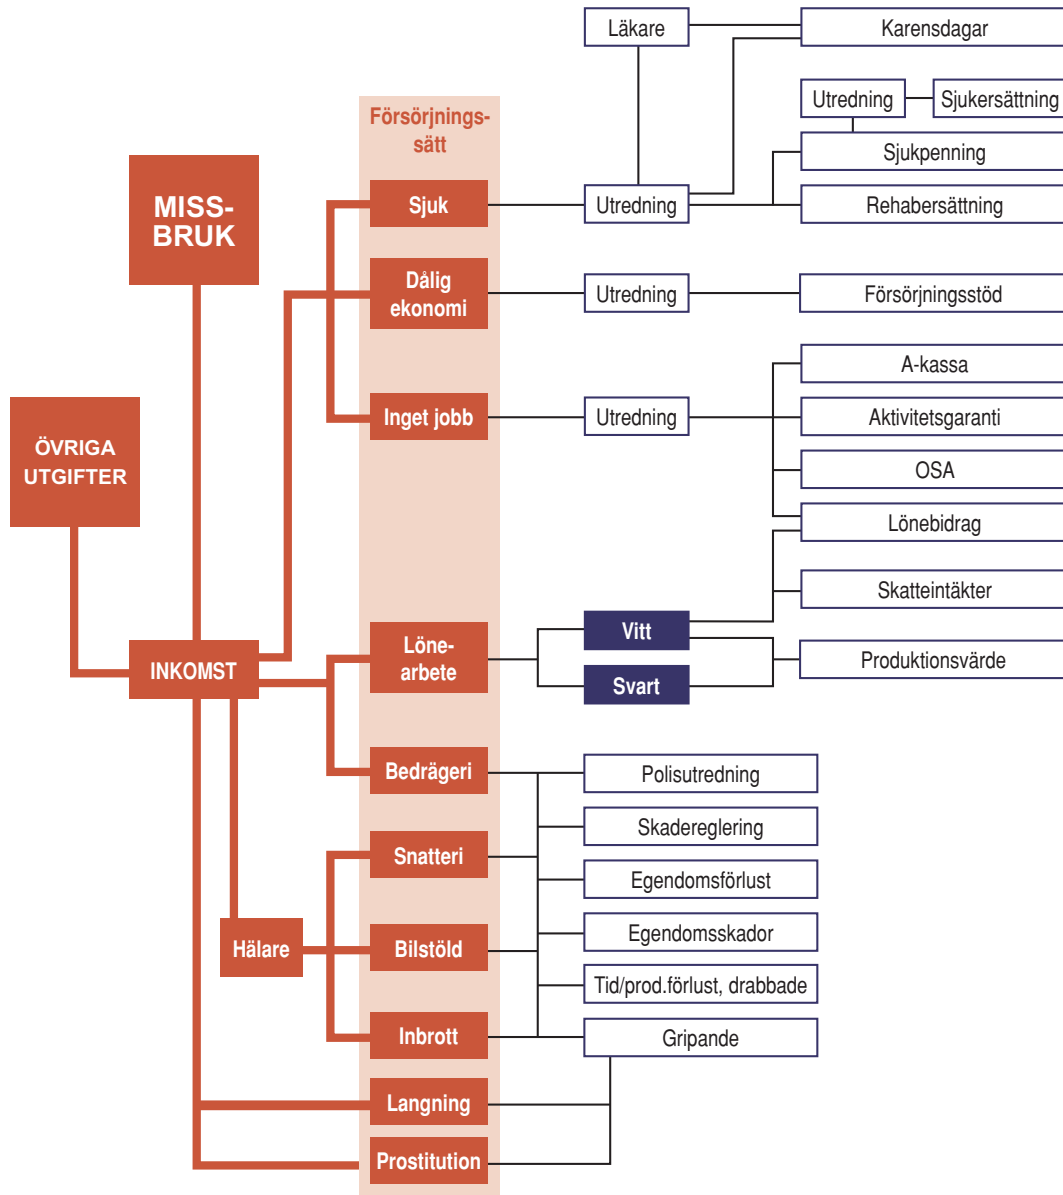 Läkare
Karensdagar
Utredning
Sjukersättning
Försörjnings-
sätt
Sjukpenning
MISS-
BRUK
Sjuk
Utredning
Rehabersättning
Dålig
ekonomi
Utredning
Försörjningsstöd
A-kassa
Inget jobb
Utredning
Aktivitetsgaranti
ÖVRIGA
UTGIFTER
OSA
Lönebidrag
Skatteintäkter
Löne-
arbete
Vitt
Produktionsvärde
INKOMST
Svart
Bedrägeri
Polisutredning
Skadereglering
Snatteri
Egendomsförlust
Hälare
Bilstöld
Egendomsskador
Tid/prod.förlust, drabbade
Inbrott
Gripande
Langning
Prostitution